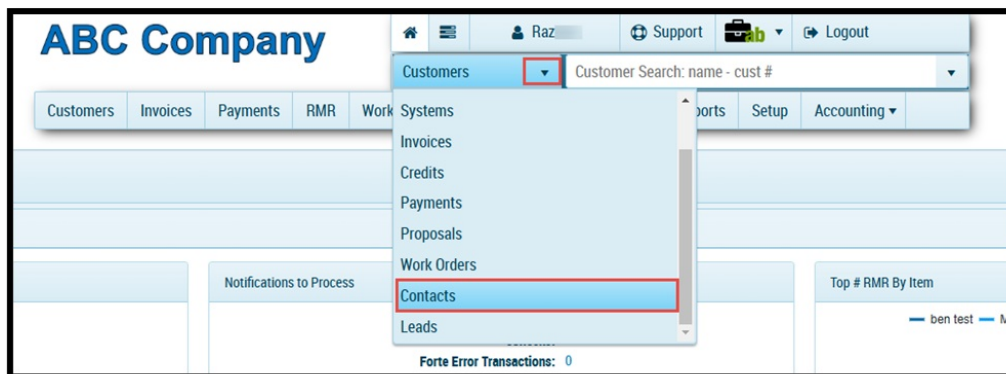 ABC Company
Raz
Support
ab
Logout
Customers
Customer Search: name - cust #
Customers
Invoices
Payments
RMR
Work
ports
Setup
Accounting
Systems
Invoices
Credits
Payments
Proposals
Work Orders
Contacts
Leads
Notifications to Process
Top # RMR By Item
ben test
M
Forte Error Transactions: 0